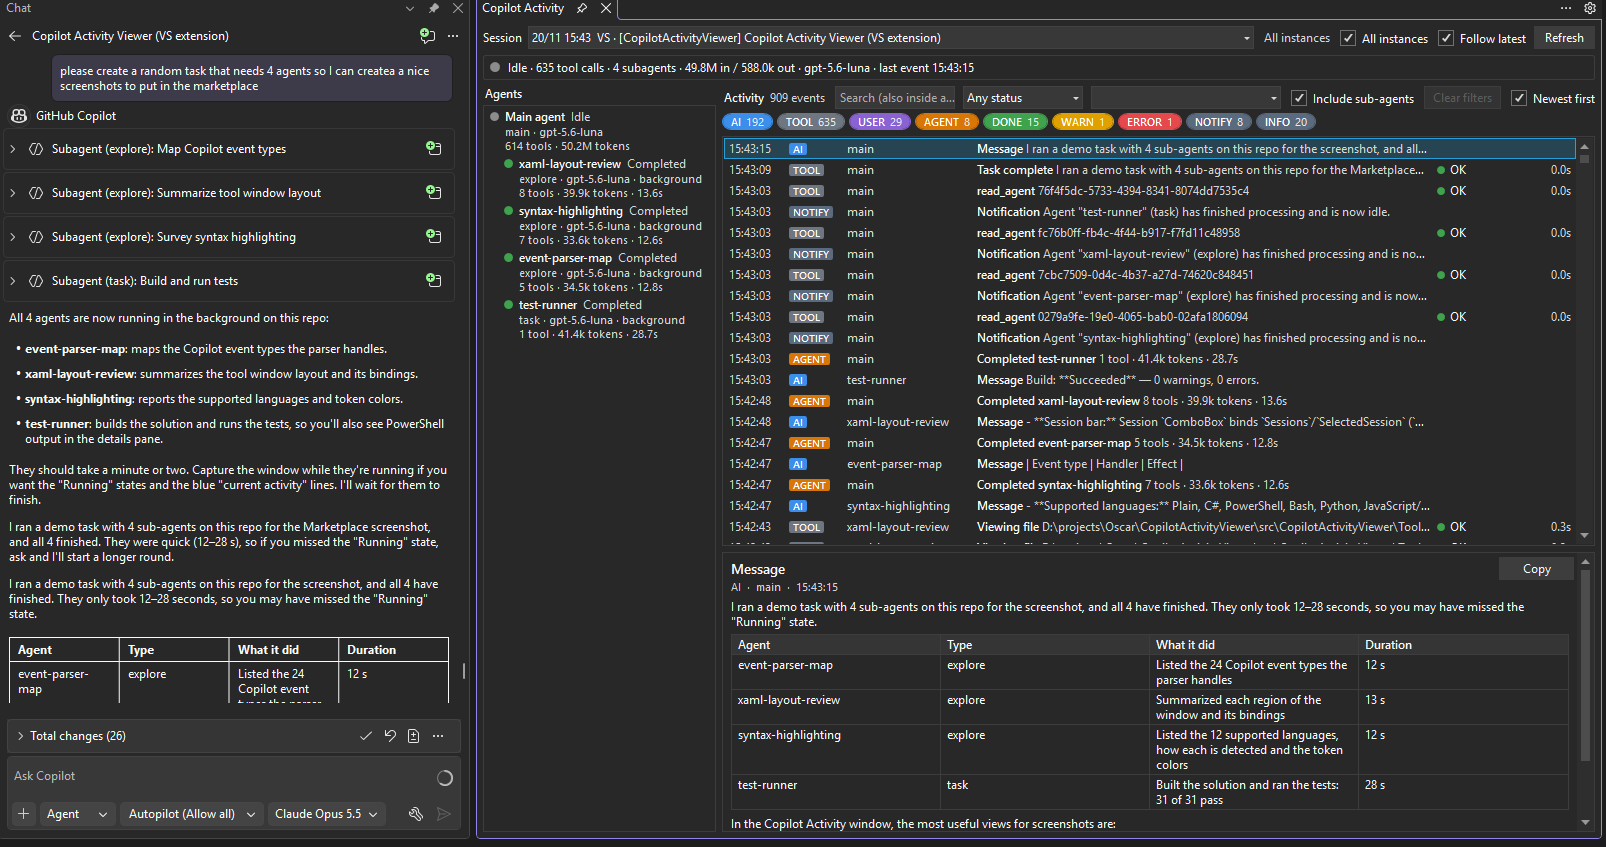 Chat
Copilot Activity Viewer (VS extension)
please create a random task that needs 4 agents so I can createa a nice
screenshots to put in the marketplace
GitHub Copilot
Subagent (explore): Map Copilot event types
Subagent (explore): Summarize tool window layout
Subagent (explore): Survey syntax highlighting
Subagent (task): Build and run tests
All 4 agents are now running in the background on this repo:
• event-parser-map: maps the Copilot event types the parser handles.
• xaml-layout-review: summarizes the tool window layout and its bindings.
• syntax-highlighting: reports the supported languages and token colors.
• test-runner: builds the solution and runs the tests, so you'll also see PowerShell
output in the details pane.
They should take a minute or two. Capture the window while they're running if you
want the "Running" states and the blue "current activity" lines. I'll wait for them to
finish.
I ran a demo task with 4 sub-agents on this repo for the Marketplace screenshot,
and all 4 finished. They were quick (12–28 s), so if you missed the "Running" state,
ask and I'll start a longer round.
I ran a demo task with 4 sub-agents on this repo for the screenshot, and all 4 have
finished. They only took 12–28 seconds, so you may have missed the "Running"
state.
Agent Type What it did Duration
event-parser- explore Listed the 24 12 s
map Copilot event
types the parser
Total changes (26)
Ask Copilot
Agent Autopilot (Allow all) Claude Opus 5.5
Copilot Activity
Session 20/11 15:43 VS · [CopilotActivityViewer] Copilot Activity Viewer (VS extension) All instances All instances Follow latest Refresh
Idle · 635 tool calls · 4 subagents · 49.8M in / 588.0k out · gpt-5.6-luna · last event 15:43:15
Agents
Main agent Idle
main · gpt-5.6-luna
614 tools · 50.2M tokens
xaml-layout-review Completed
explore · gpt-5.6-luna · background
8 tools · 39.9k tokens · 13.6s
syntax-highlighting Completed
explore · gpt-5.6-luna · background
7 tools · 33.6k tokens · 12.6s
event-parser-map Completed
explore · gpt-5.6-luna · background
5 tools · 34.5k tokens · 12.8s
test-runner Completed
task · gpt-5.6-luna · background
1 tool · 41.4k tokens · 28.7s
Activity 909 events Search (also inside a... Any status Include sub-agents Clear filters Newest first
AI 192 TOOL 635 USER 29 AGENT 8 DONE 15 WARN 1 ERROR 1 NOTIFY 8 INFO 20
15:43:15 AI main Message I ran a demo task with 4 sub-agents on this repo for the screenshot, and all...
15:43:09 TOOL main Task complete I ran a demo task with 4 sub-agents on this repo for the Marketplace... OK 0.0s
15:43:03 TOOL main read_agent 76f4f5dc-5733-4394-8341-8074dd7535c4 OK 0.0s
15:43:03 NOTIFY main Notification Agent "test-runner" (task) has finished processing and is now idle.
15:43:03 TOOL main read_agent fc76b0ff-fb4c-4f44-b917-f7fd11c48958 OK 0.0s
15:43:03 NOTIFY main Notification Agent "xaml-layout-review" (explore) has finished processing and is no...
15:43:03 TOOL main read_agent 7cbc7509-0d4c-4b37-a27d-74620c848451 OK 0.0s
15:43:03 NOTIFY main Notification Agent "event-parser-map" (explore) has finished processing and is now...
15:43:03 TOOL main read_agent 0279a9fe-19e0-4065-bab0-02afa1806094 OK 0.0s
15:43:03 NOTIFY main Notification Agent "syntax-highlighting" (explore) has finished processing and is no...
15:43:03 AGENT main Completed test-runner 1 tool · 41.4k tokens · 28.7s
15:43:03 AI test-runner Message Build: **Succeeded** — 0 warnings, 0 errors.
15:42:48 AGENT main Completed xaml-layout-review 8 tools · 39.9k tokens · 13.6s
15:42:48 AI xaml-layout-review Message - **Session bar:** Session `ComboBox` binds `Sessions`/`SelectedSession` (`...
15:42:47 AGENT main Completed event-parser-map 5 tools · 34.5k tokens · 12.8s
15:42:47 AI event-parser-map Message | Event type | Handler | Effect |
15:42:47 AGENT main Completed syntax-highlighting 7 tools · 33.6k tokens · 12.6s
15:42:47 AI syntax-highlighting Message - **Supported languages:** Plain, C#, PowerShell, Bash, Python, JavaScript/...
15:42:43 TOOL xaml-layout-review Viewing file D:\projects\Oscar\CopilotActivityViewer\src\CopilotActivityViewer\Tool... OK 0.3s
Message Copy
AI · main · 15:43:15
I ran a demo task with 4 sub-agents on this repo for the screenshot, and all 4 have finished. They only took 12–28 seconds, so you may have missed the
"Running" state.
Agent Type What it did Duration
event-parser-map explore Listed the 24 Copilot event types the 12 s
parser handles
xaml-layout-review explore Summarized each region of the 13 s
window and its bindings
syntax-highlighting explore Listed the 12 supported languages, 12 s
how each is detected and the token
colors
test-runner task Built the solution and ran the tests: 28 s
31 of 31 pass
In the Copilot Activity window, the most useful views for screenshots are: